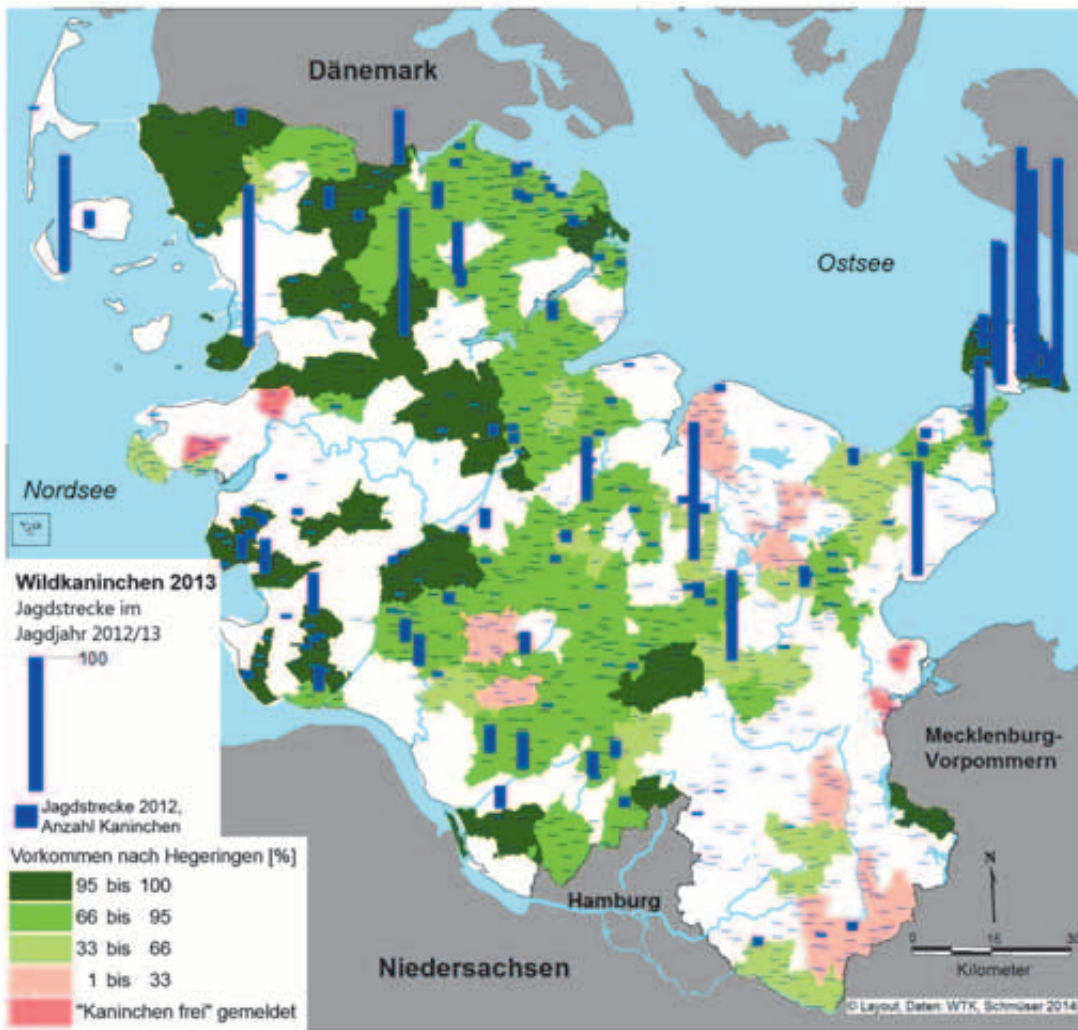 Dänemark
Ostsee
Nordsee
Wildkaninchen 2013
Jagdstrecke im
Jagdjahr 2012/13
100
Jagdstrecke 2012,
Anzahl Kaninchen
Vorkommen nach Hegeringen [%]
95 bis 100
66 bis 95
33 bis 66
1 bis 33
"Kaninchen frei" gemeldet
Mecklenburg-
Vorpommern
Hamburg
Niedersachsen
N
0 15 30
Kilometer
© Layout, Daten: WTK, Schmüser 2014